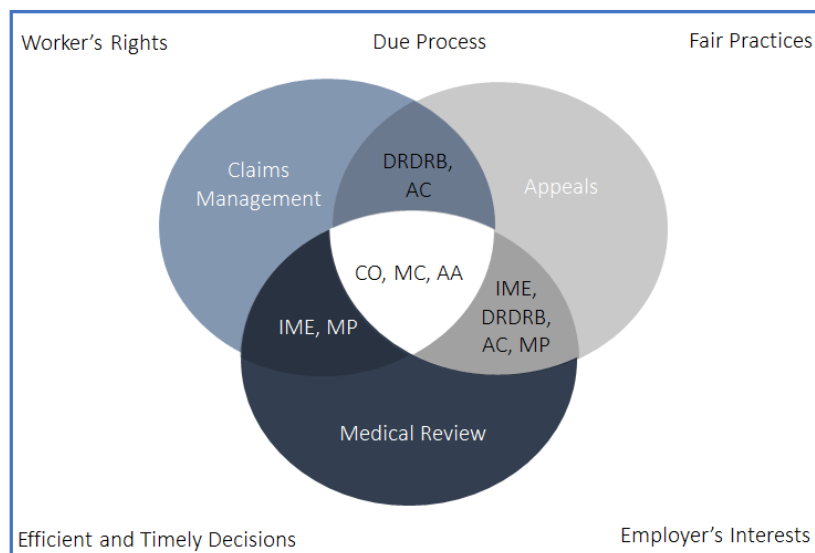 Worker's Rights
Due Process
Fair Practices
DRDRB,
AC
Claims
Management
Appeals
CO, MC, AA
IME,
DRDRB,
AC, MP
IME, MP
Medical Review
Efficient and Timely Decisions
Employer's Interests